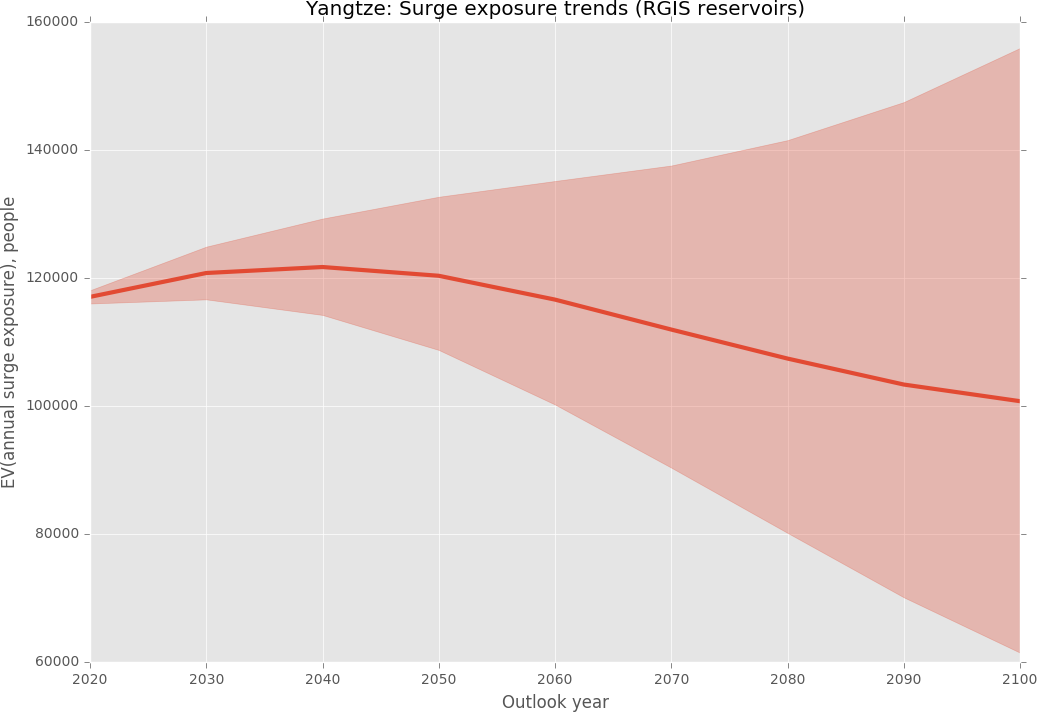 Yangtze: Surge exposure trends (RGIS reservoirs)
160000
140000
120000
100000
80000
60000
EV(annual surge exposure), people
2020 2030 2040 2050 2060 2070 2080 2090 2100
Outlook year